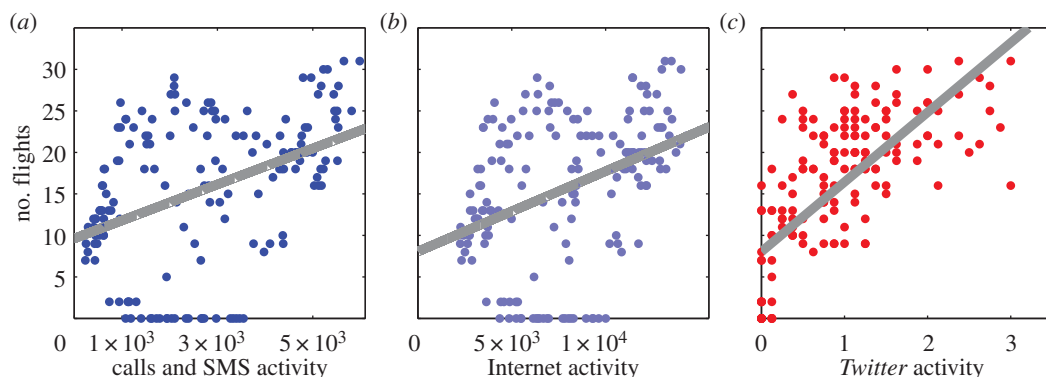 (a) (b) (c)
no. flights
30
25
20
15
10
5
0 1 × 10³ 3 × 10³ 5 × 10³
calls and SMS activity
0 5 × 10³ 1 × 10⁴
Internet activity
0 1 2 3
Twitter activity